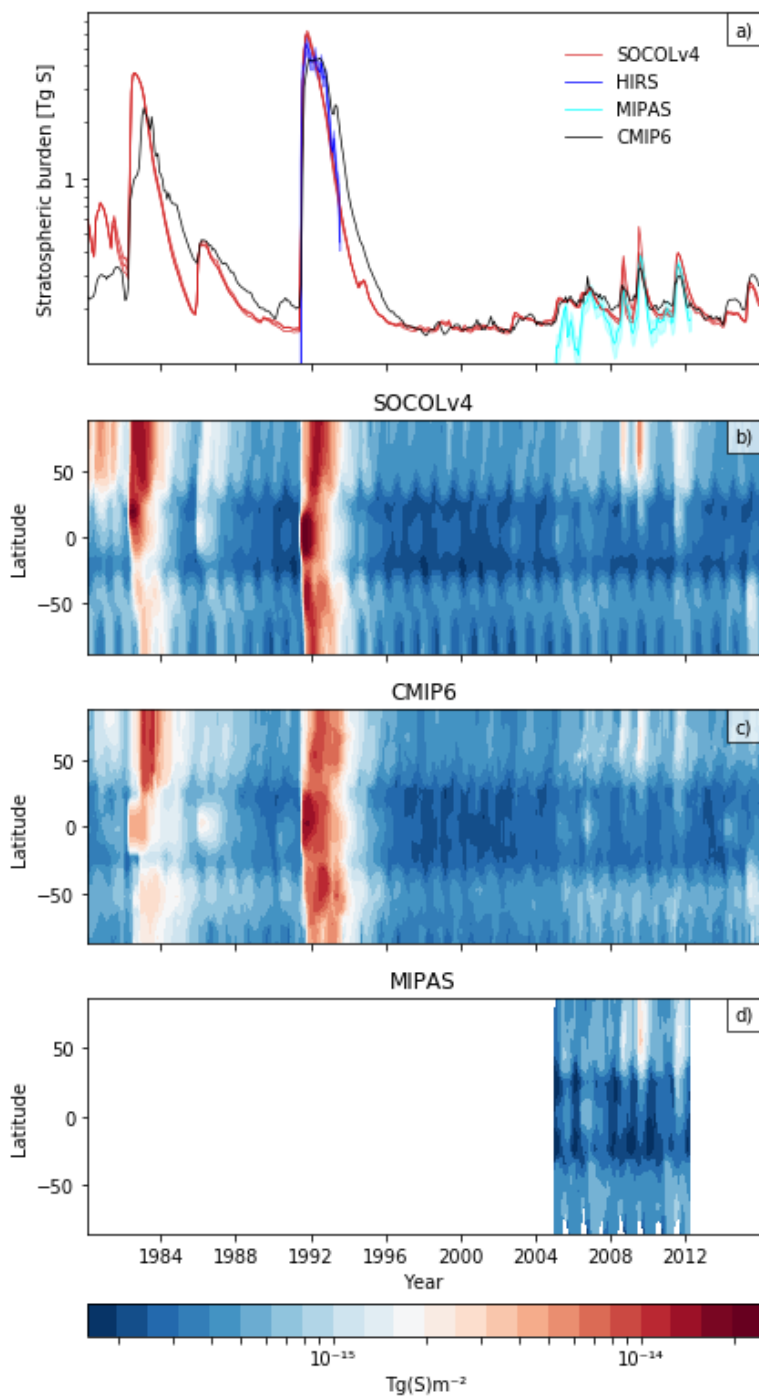 a)
SOCOLv4
HIRS
MIPAS
CMIP6
Stratospheric burden [Tg S]
1
SOCOLv4
b)
50
0
−50
Latitude
CMIP6
c)
50
0
−50
Latitude
MIPAS
d)
50
0
−50
Latitude
1984 1988 1992 1996 2000 2004 2008 2012
Year
10⁻¹⁵ 10⁻¹⁴
Tg(S)m⁻²